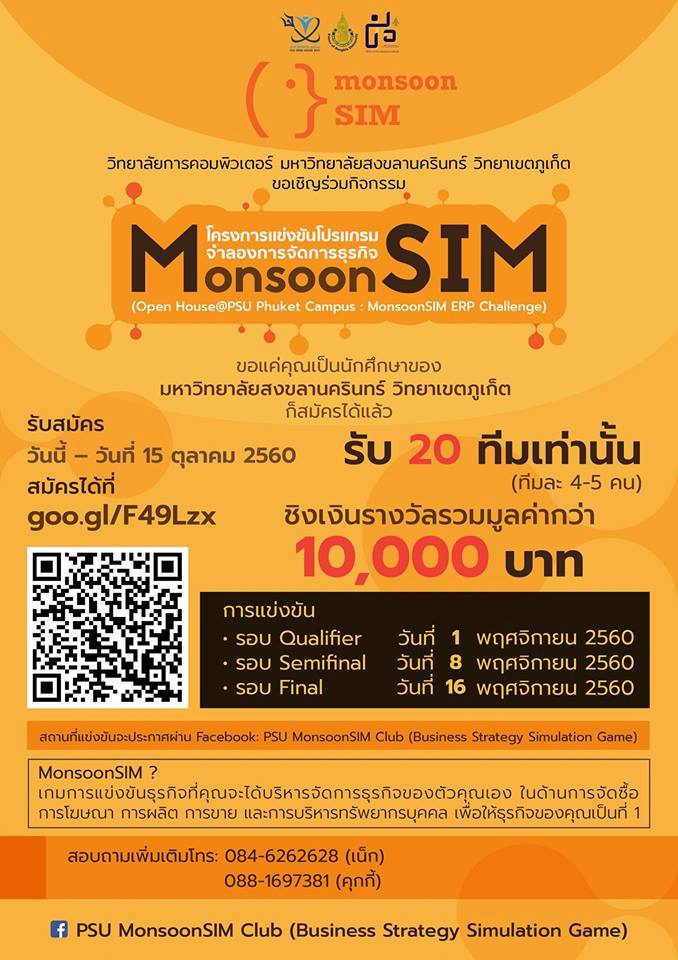 monsoon
SIM
วิทยาลัยการคอมพิวเตอร์ มหาวิทยาลัยสงขลานครินทร์ วิทยาเขตภูเก็ต
ขอเชิญร่วมกิจกรรม
โครงการแข่งขันโปรแกรม
จำลองการจัดการธุรกิจ
MonsoonSIM
(Open House@PSU Phuket Campus : MonsoonSIM ERP Challenge)
ขอแค่คุณเป็นนักศึกษาของ
มหาวิทยาลัยสงขลานครินทร์ วิทยาเขตภูเก็ต
ก็สมัครได้แล้ว
รับสมัคร
วันนี้ – วันที่ 15 ตุลาคม 2560
สมัครได้ที่
goo.gl/F49Lzx
รับ 20 ทีมเท่านั้น
(ทีมละ 4-5 คน)
ชิงเงินรางวัลรวมมูลค่ากว่า
10,000 บาท
การแข่งขัน
• รอบ Qualifier วันที่ 1 พฤศจิกายน 2560
• รอบ Semifinal วันที่ 8 พฤศจิกายน 2560
• รอบ Final วันที่ 16 พฤศจิกายน 2560
สถานที่แข่งขันจะประกาศผ่าน Facebook: PSU MonsoonSIM Club (Business Strategy Simulation Game)
MonsoonSIM ?
เกมการแข่งขันธุรกิจที่คุณจะได้บริหารจัดการธุรกิจของตัวคุณเอง ในด้านการจัดซื้อ
การโฆษณา การผลิต การขาย และการบริหารทรัพยากรบุคคล เพื่อให้ธุรกิจของคุณเป็นที่ 1
สอบถามเพิ่มเติมโทร: 084-6262628 (เน็ก)
088-1697381 (คุกกี้)
PSU MonsoonSIM Club (Business Strategy Simulation Game)